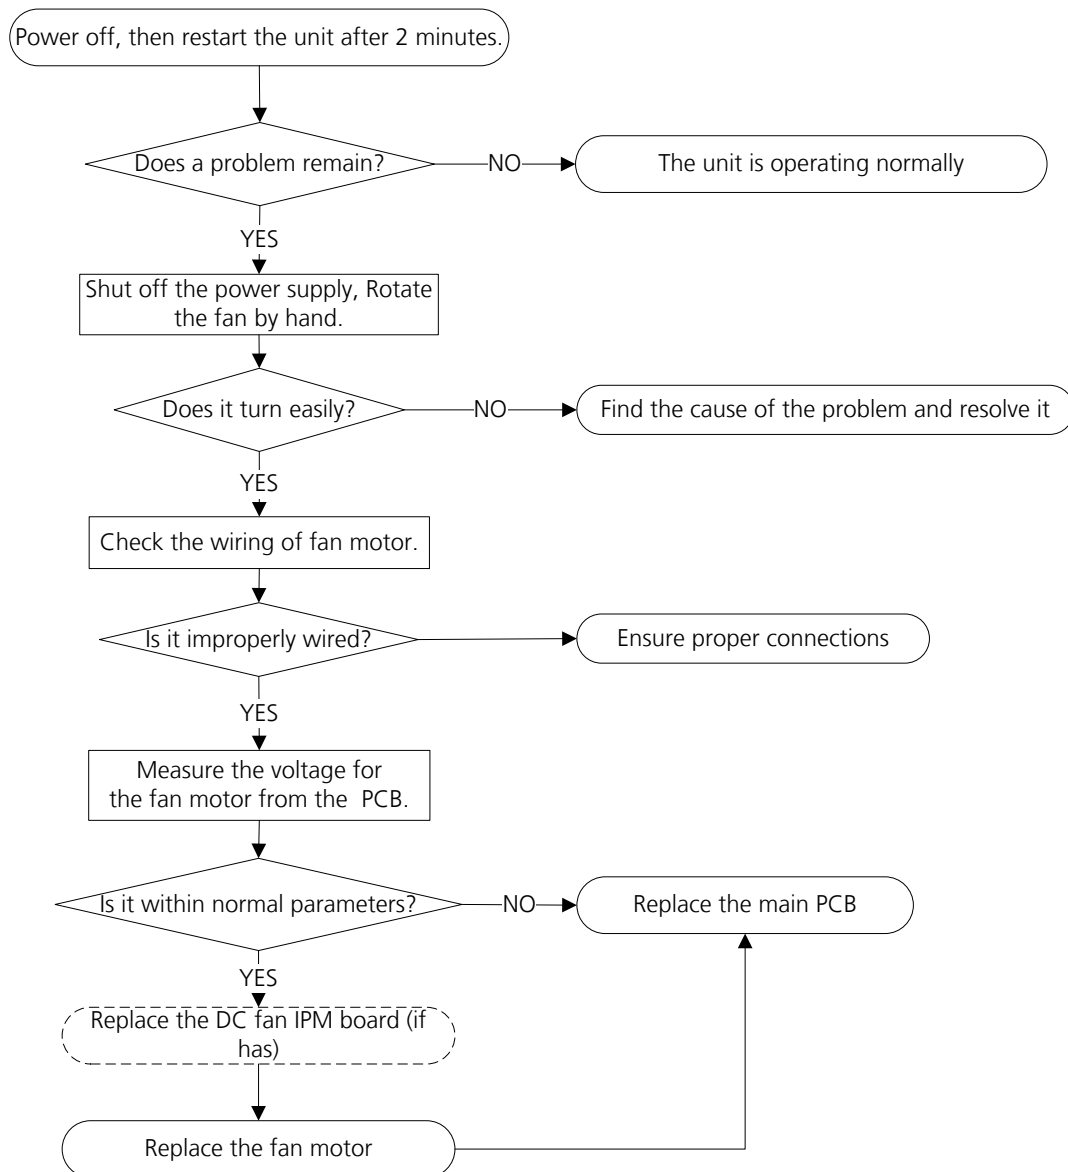 Power off, then restart the unit after 2 minutes.
Does a problem remain?
NO
The unit is operating normally
YES
Shut off the power supply, Rotate
the fan by hand.
Does it turn easily?
NO
Find the cause of the problem and resolve it
YES
Check the wiring of fan motor.
Is it improperly wired?
Ensure proper connections
YES
Measure the voltage for
the fan motor from the PCB.
Is it within normal parameters?
NO
Replace the main PCB
YES
Replace the DC fan IPM board (if
has)
Replace the fan motor